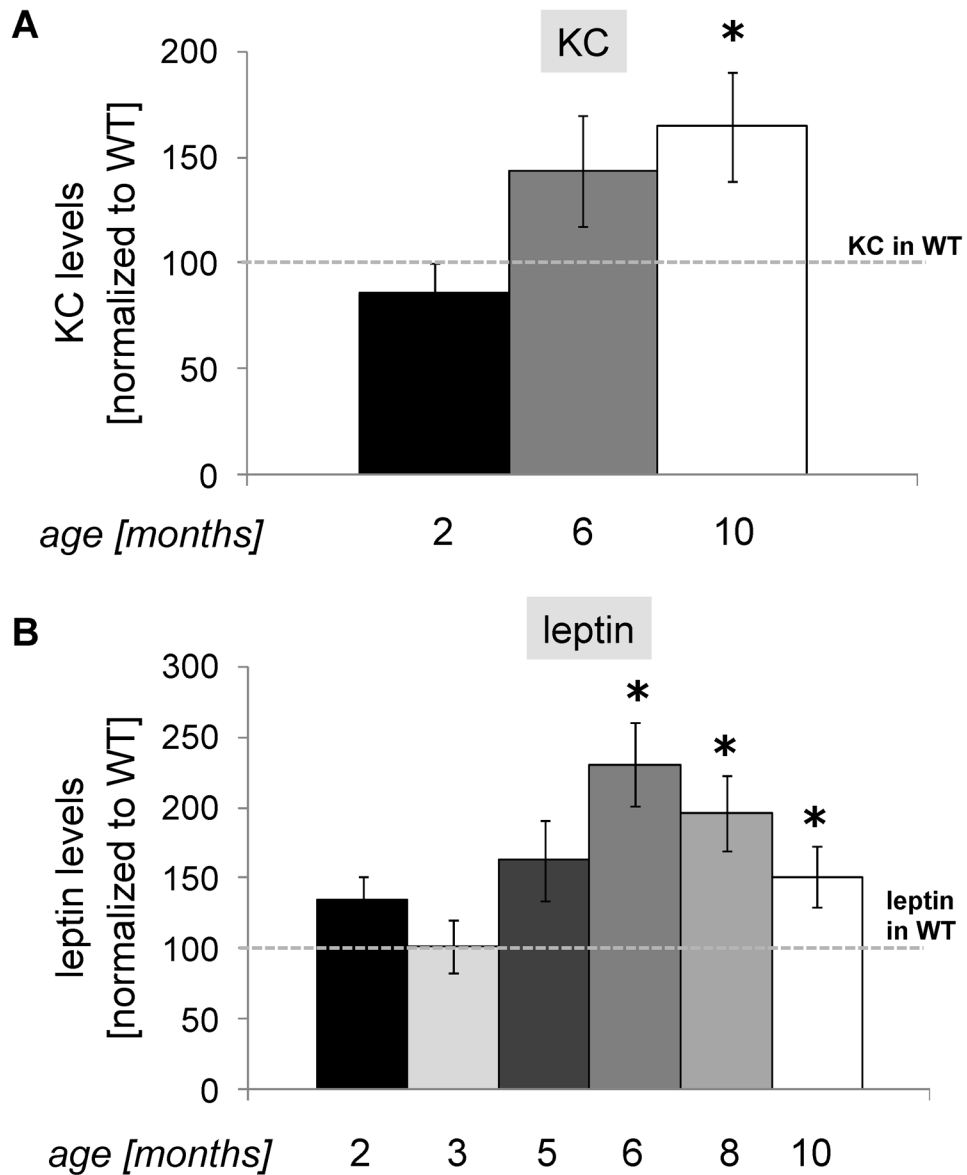 A
KC
*
200
150
100
50
0
KC levels
[normalized to WT]
KC in WT
age [months] 2 6 10
B
leptin
* * *
300
250
200
150
100
50
0
leptin levels
[normalized to WT]
leptin
in WT
age [months] 2 3 5 6 8 10